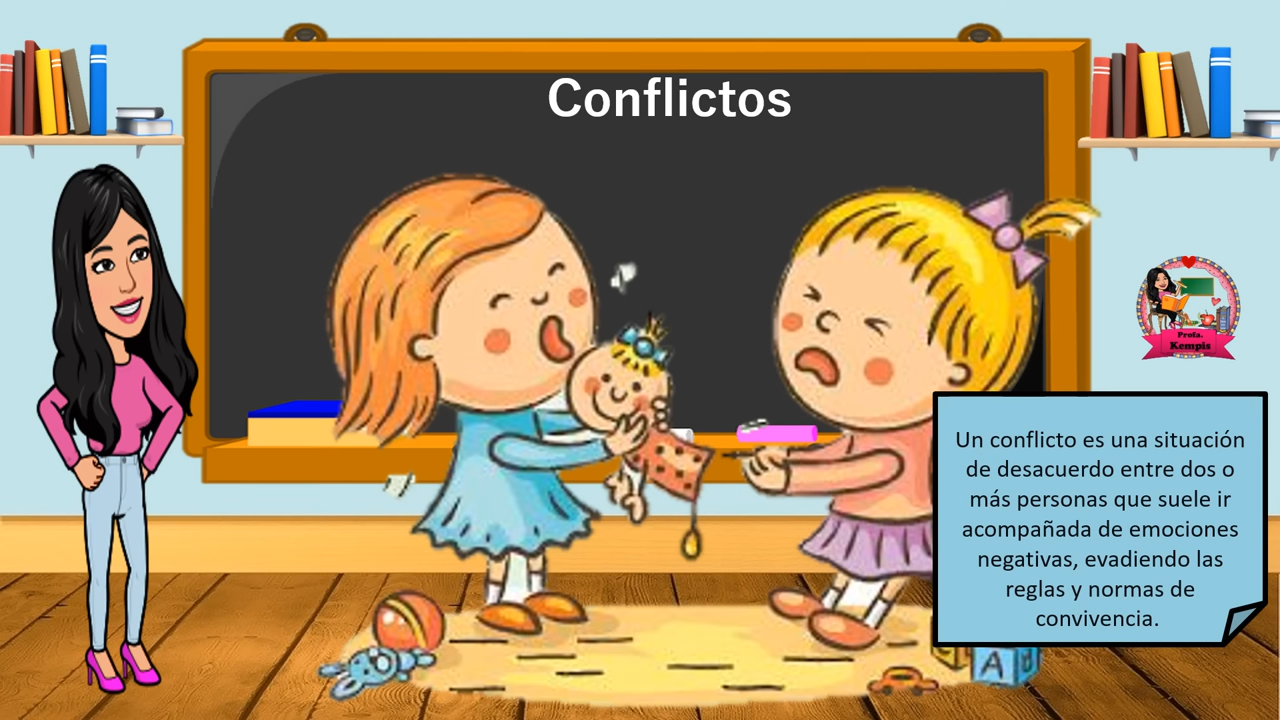 Conflictos
Profa.
Kempis
Un conflicto es una situación
de desacuerdo entre dos o
más personas que suele ir
acompañada de emociones
negativas, evadiendo las
reglas y normas de
convivencia.
A